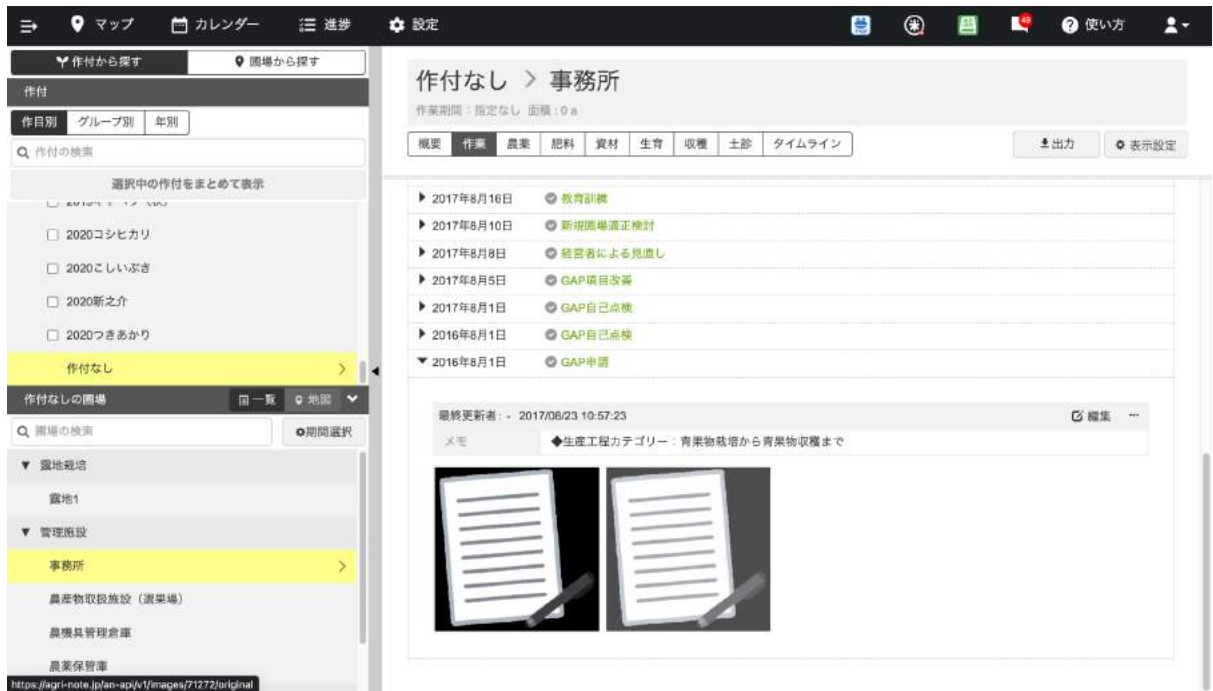 マップ カレンダー 進捗 設定 49 使い方
作付から探す 圃場から探す
作付
作目別 グループ別 年別
作付の検索
選択中の作付をまとめて表示
2020コシヒカリ
2020こしいぶき
2020新之介
2020つきあかり
作付なし
作付なしの圃場 一覧 地図
圃場の検索 期間選択
露地栽培
露地1
管理施設
事務所
農産物取扱施設（選果場）
農機具管理倉庫
農薬保管庫
https://agri-note.jp/an-api/v1/images/71272/original
作付なし > 事務所
作業期間：指定なし 面積：0 a
概要 作業 農薬 肥料 資材 生育 収穫 土診 タイムライン 出力 表示設定
2017年8月16日 教育訓練
2017年8月10日 新規圃場適正検討
2017年8月8日 経営者による見直し
2017年8月5日 GAP項目改善
2017年8月1日 GAP自己点検
2016年8月1日 GAP自己点検
2016年8月1日 GAP申請
最終更新者： - 2017/08/23 10:57:23 編集 …
メモ ◆生産工程カテゴリー：青果物栽培から青果物収穫まで